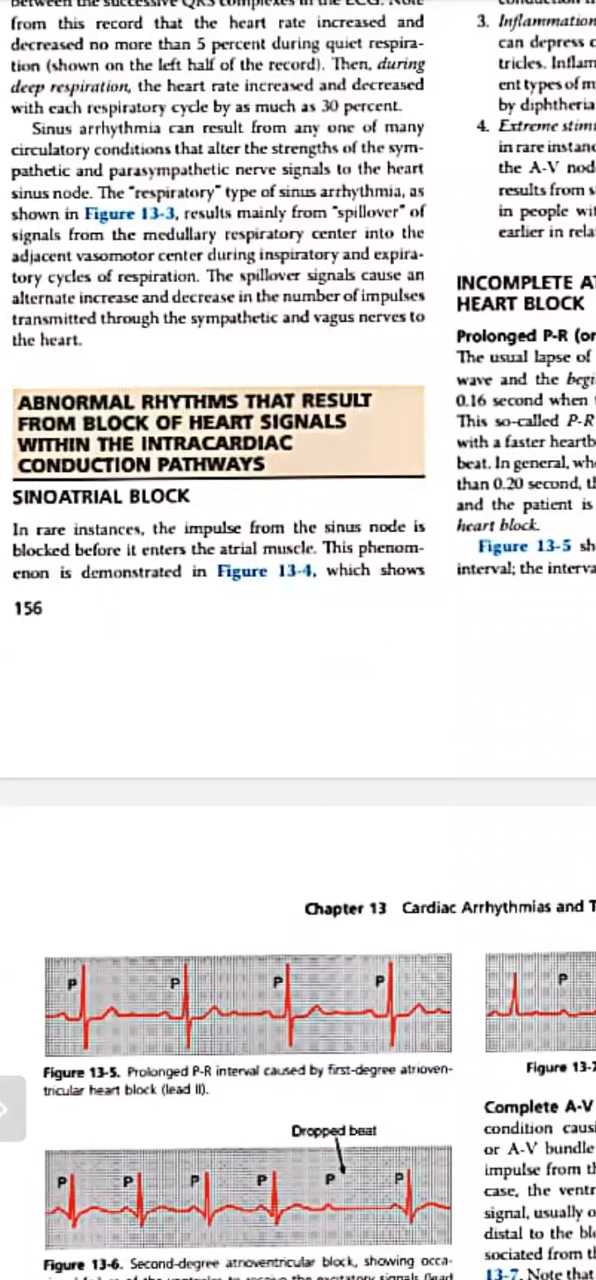 between the successive QRS complexes in the ECG. Note
from this record that the heart rate increased and
decreased no more than 5 percent during quiet respira-
tion (shown on the left half of the record). Then, during
deep respiration, the heart rate increased and decreased
with each respiratory cycle by as much as 30 percent.
Sinus arrhythmia can result from any one of many
circulatory conditions that alter the strengths of the sym-
pathetic and parasympathetic nerve signals to the heart
sinus node. The "respiratory" type of sinus arrhythmia, as
shown in Figure 13-3, results mainly from "spillover" of
signals from the medullary respiratory center into the
adjacent vasomotor center during inspiratory and expira-
tory cycles of respiration. The spillover signals cause an
alternate increase and decrease in the number of impulses
transmitted through the sympathetic and vagus nerves to
the heart.
ABNORMAL RHYTHMS THAT RESULT
FROM BLOCK OF HEART SIGNALS
WITHIN THE INTRACARDIAC
CONDUCTION PATHWAYS
SINOATRIAL BLOCK
In rare instances, the impulse from the sinus node is
blocked before it enters the atrial muscle. This phenom-
enon is demonstrated in Figure 13-4, which shows
156
3. Inflammation
can depress c
tricles. Inflam
ent types of m
by diphtheria
4. Extreme stimu
in rare instanc
the A-V nod
results from s
in people wit
earlier in rela
INCOMPLETE AT
HEART BLOCK
Prolonged P-R (or
The usual lapse of
wave and the begi
0.16 second when
This so-called P-R
with a faster heartb
beat. In general, whe
than 0.20 second, th
and the patient is
heart block.
Figure 13-5 sh
interval; the interva
Chapter 13 Cardiac Arrhythmias and T
P P P P
Figure 13-5. Prolonged P-R interval caused by first-degree atrioven-
tricular heart block (lead II).
Dropped beat
P P P P P P
Figure 13-6. Second-degree atrioventricular block, showing occa-
P
Figure 13-7
Complete A-V
condition causi
or A-V bundle
impulse from th
case, the ventr
signal, usually o
distal to the blo
sociated from th
13-7. Note that